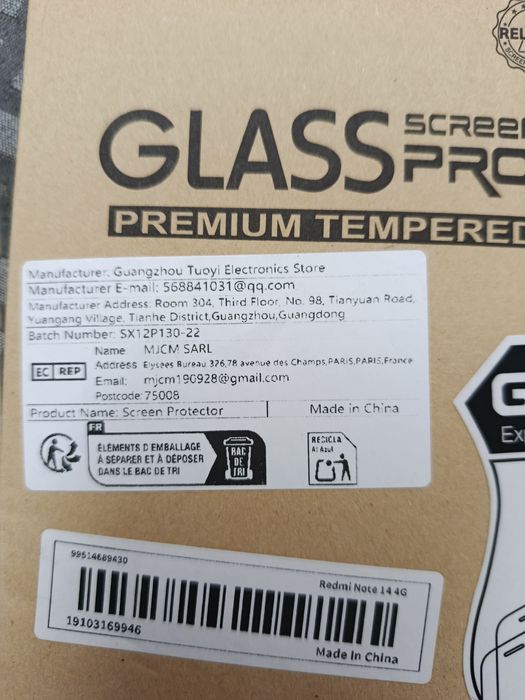 REL
SCREE
GLASS
SCREE
PRO
PREMIUM TEMPERED
Manufacturer: Guangzhou Tuoyi Electronics Store
Manufacturer E-mail: 568841031@qq.com
Manufacturer Address: Room 304, Third Floor, No. 98, Tianyuan Road,
Yuangang Village, Tianhe District,Guangzhou,Guangdong
Batch Number: SX12P130-22
Name MJCM SARL
EC REP Address Elysees Bureau 326,78 avenue des Champs,PARIS,PARIS,France
Email: mjcm190928@gmail.com
Postcode: 75008
Product Name: Screen Protector Made in China
FR
ÉLÉMENTS D'EMBALLAGE
À SÉPARER ET À DÉPOSER
DANS LE BAC DE TRI
BAC
DE
TRI
RECICLA
Al Azul
G
Ex
99514689430
Redmi Note 14 4G
19103169946
Made In China